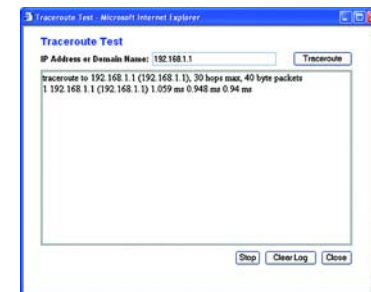 Traceroute Test - Microsoft Internet Explorer
Traceroute Test
IP Address or Domain Name: 192.168.1.1 Traceroute
traceroute to 192.168.1.1 (192.168.1.1), 30 hops max, 40 byte packets
1 192.168.1.1 (192.168.1.1) 1.059 ms 0.948 ms 0.94 ms
Stop Clear Log Close